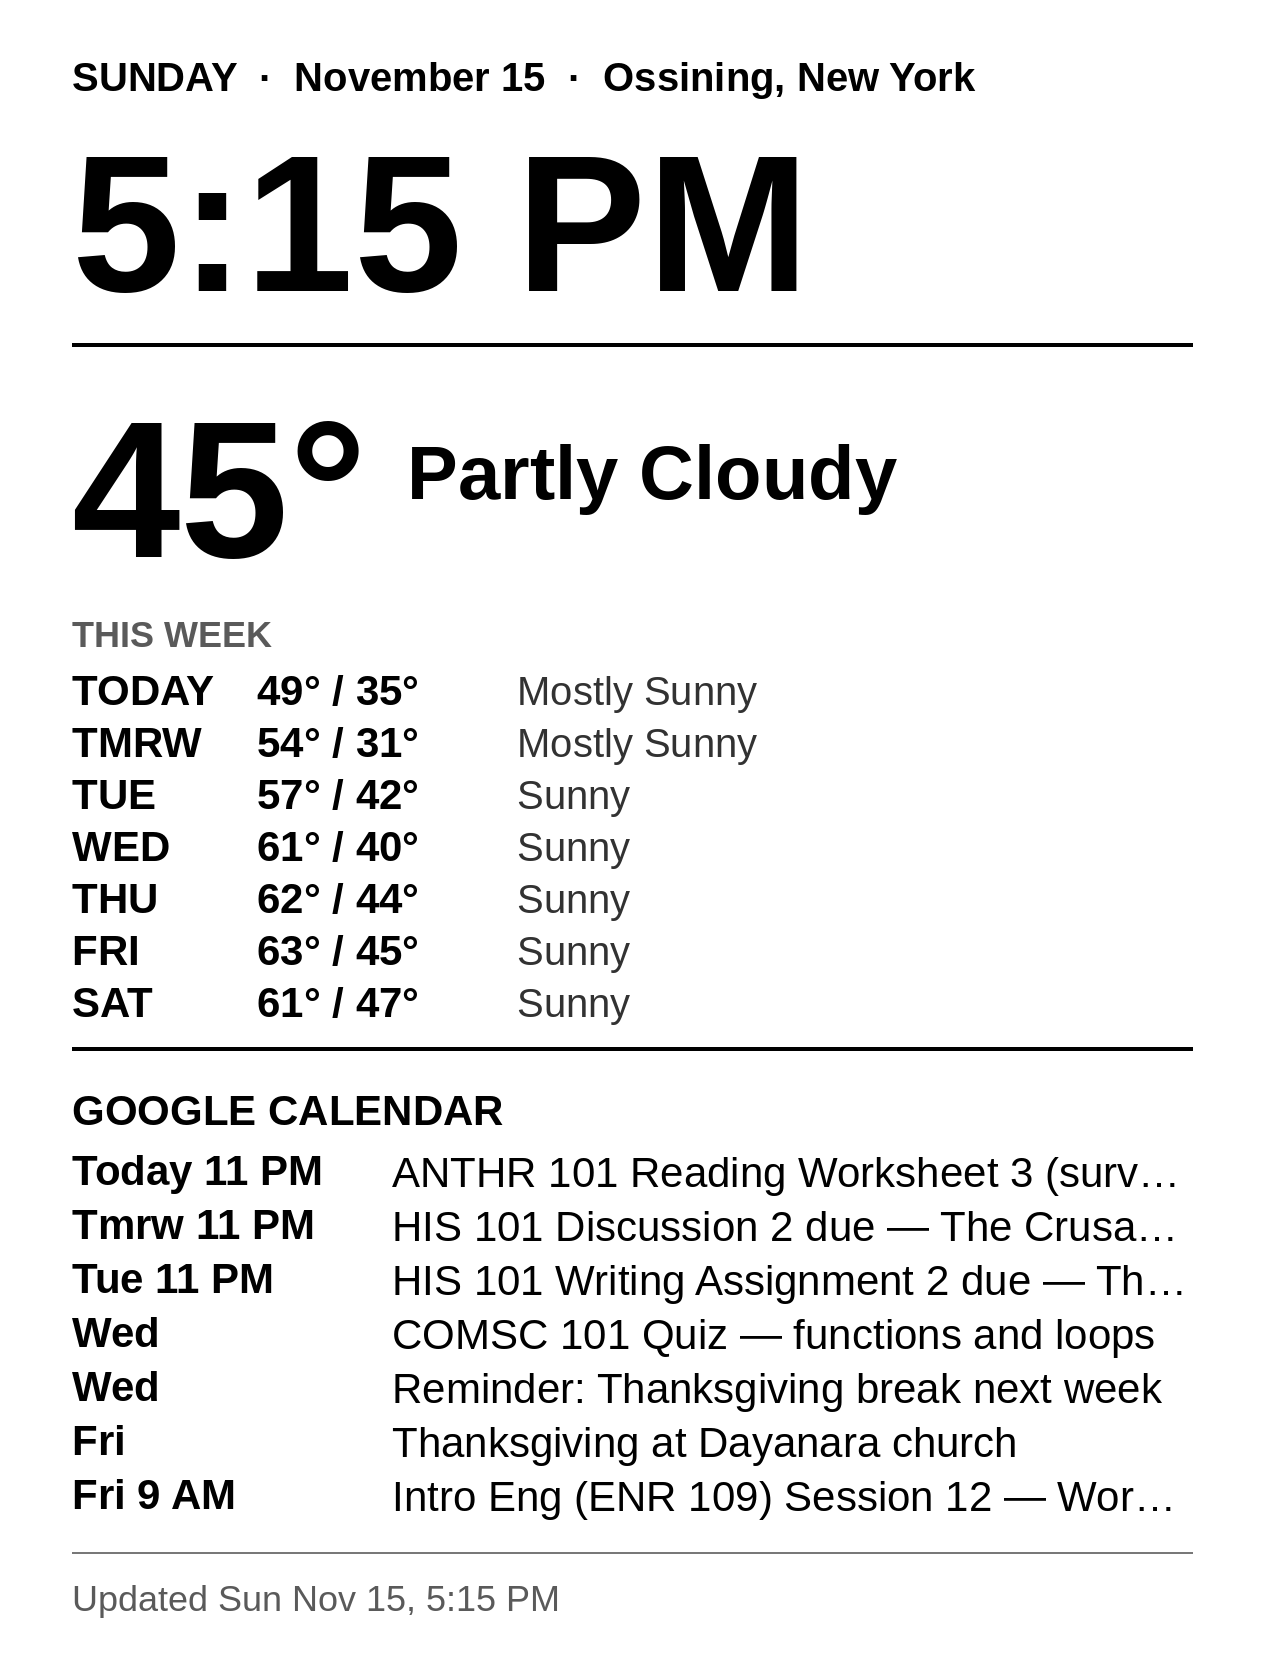 SUNDAY · November 15 · Ossining, New York
5:15 PM
45° Partly Cloudy
THIS WEEK
TODAY 49° / 35° Mostly Sunny
TMRW 54° / 31° Mostly Sunny
TUE 57° / 42° Sunny
WED 61° / 40° Sunny
THU 62° / 44° Sunny
FRI 63° / 45° Sunny
SAT 61° / 47° Sunny
GOOGLE CALENDAR
Today 11 PM ANTHR 101 Reading Worksheet 3 (surv…
Tmrw 11 PM HIS 101 Discussion 2 due — The Crusa…
Tue 11 PM HIS 101 Writing Assignment 2 due — Th…
Wed COMSC 101 Quiz — functions and loops
Wed Reminder: Thanksgiving break next week
Fri Thanksgiving at Dayanara church
Fri 9 AM Intro Eng (ENR 109) Session 12 — Wor…
Updated Sun Nov 15, 5:15 PM